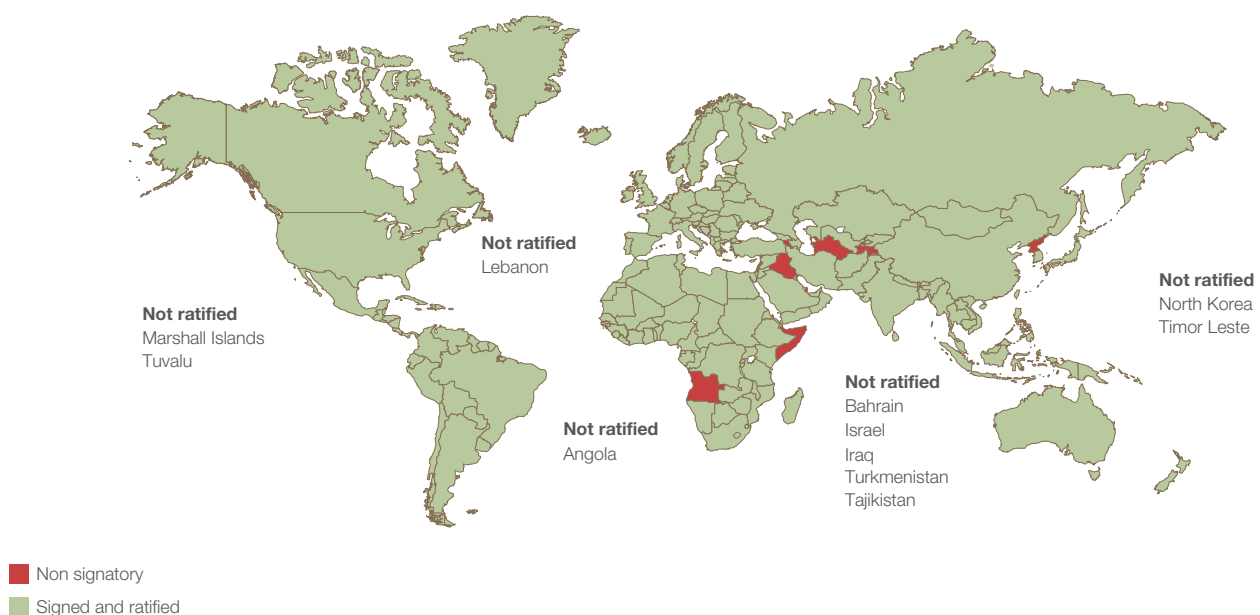 Not ratified
Lebanon
Not ratified
Marshall Islands
Tuvalu
Not ratified
North Korea
Timor Leste
Not ratified
Angola
Not ratified
Bahrain
Israel
Iraq
Turkmenistan
Tajikistan
Non signatory
Signed and ratified